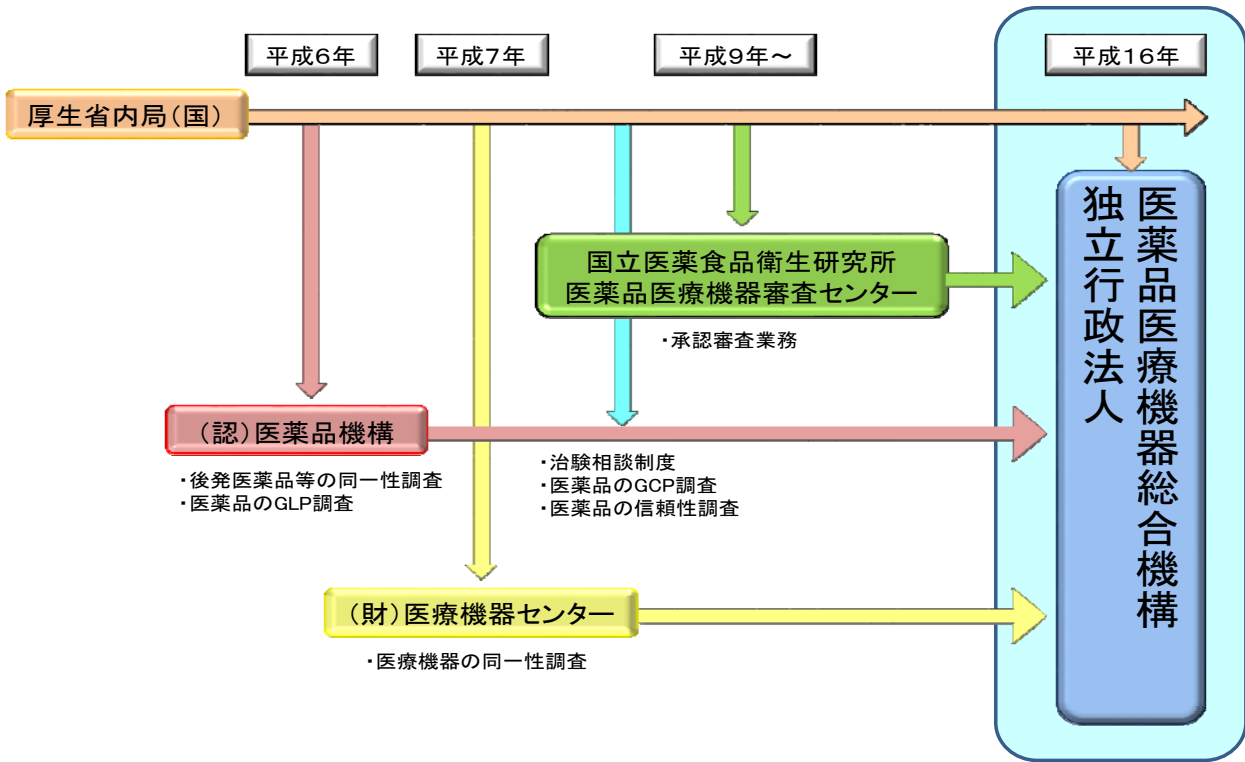 平成6年
平成7年
平成9年～
平成16年
厚生省内局(国)
国立医薬食品衛生研究所
医薬品医療機器審査センター
・承認審査業務
(認)医薬品機構
・後発医薬品等の同一性調査
・医薬品のGLP調査
・治験相談制度
・医薬品のGCP調査
・医薬品の信頼性調査
(財)医療機器センター
・医療機器の同一性調査
医薬品医療機器総合機構
独立行政法人